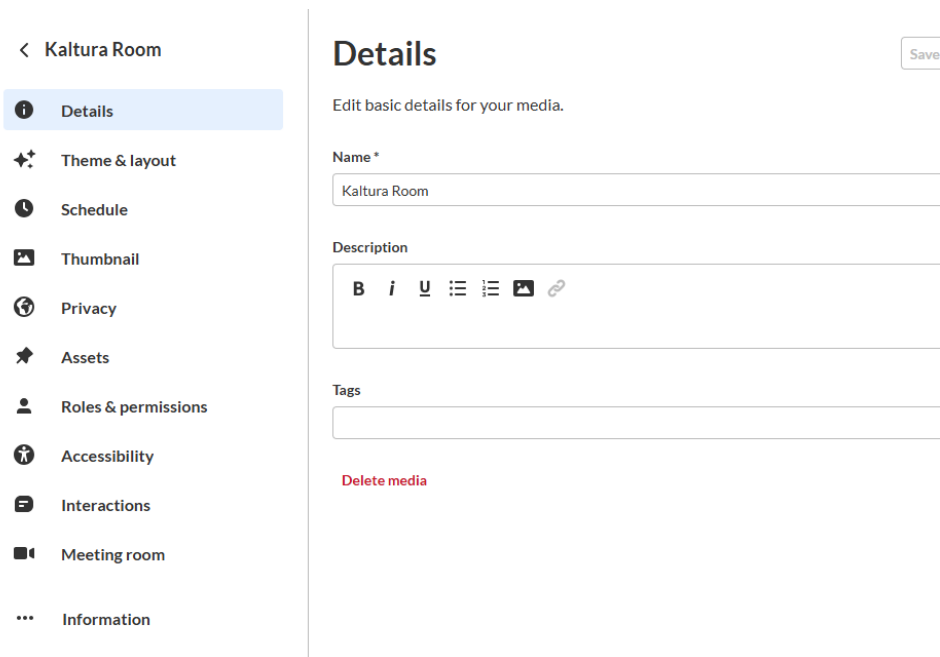 Kaltura Room
Details
Theme & layout
Schedule
Thumbnail
Privacy
Assets
Roles & permissions
Accessibility
Interactions
Meeting room
Information
Details
Save
Edit basic details for your media.
Name *
Kaltura Room
Description
B i U
Tags
Delete media